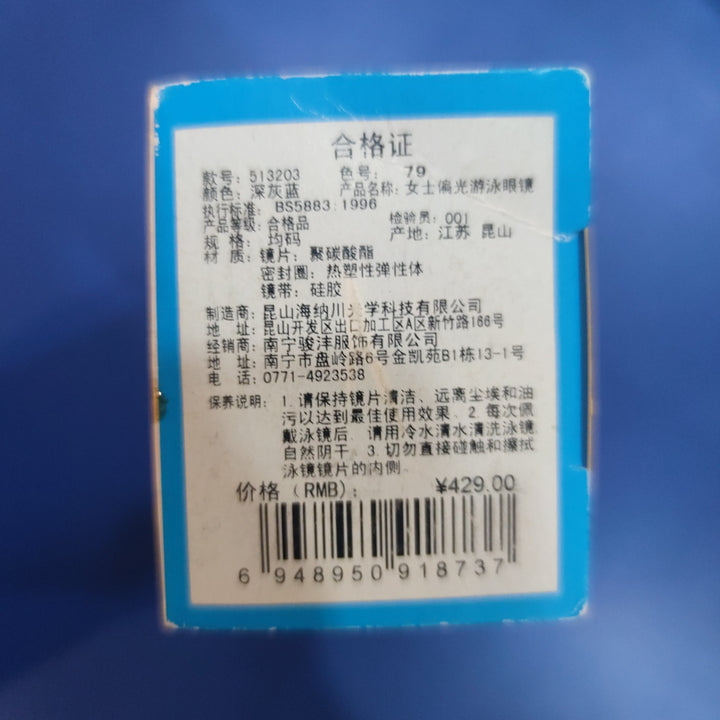 合格证
款号: 513203 色号: 79
颜色: 深灰蓝 产品名称: 女士偏光游泳眼镜
执行标准: BS5883:1996
产品等级: 合格品 检验员: 001
规 格: 均码 产地: 江苏 昆山
材 质: 镜片: 聚碳酸酯
密封圈: 热塑性弹性体
镜带: 硅胶
制造商: 昆山海纳川光学科技有限公司
地 址: 昆山开发区出口加工区A区新竹路166号
经销商: 南宁骏沣服饰有限公司
地 址: 南宁市盘岭路6号金凯苑B1栋13-1号
电 话: 0771-4923538
保养说明: 1.请保持镜片清洁、远离尘埃和油
污以达到最佳使用效果. 2.每次佩
戴泳镜后, 请用冷水清水清洗泳镜,
自然阴干. 3.切勿直接碰触和擦拭
泳镜镜片的内侧.
价格(RMB): ¥429.00
6 948950 918737